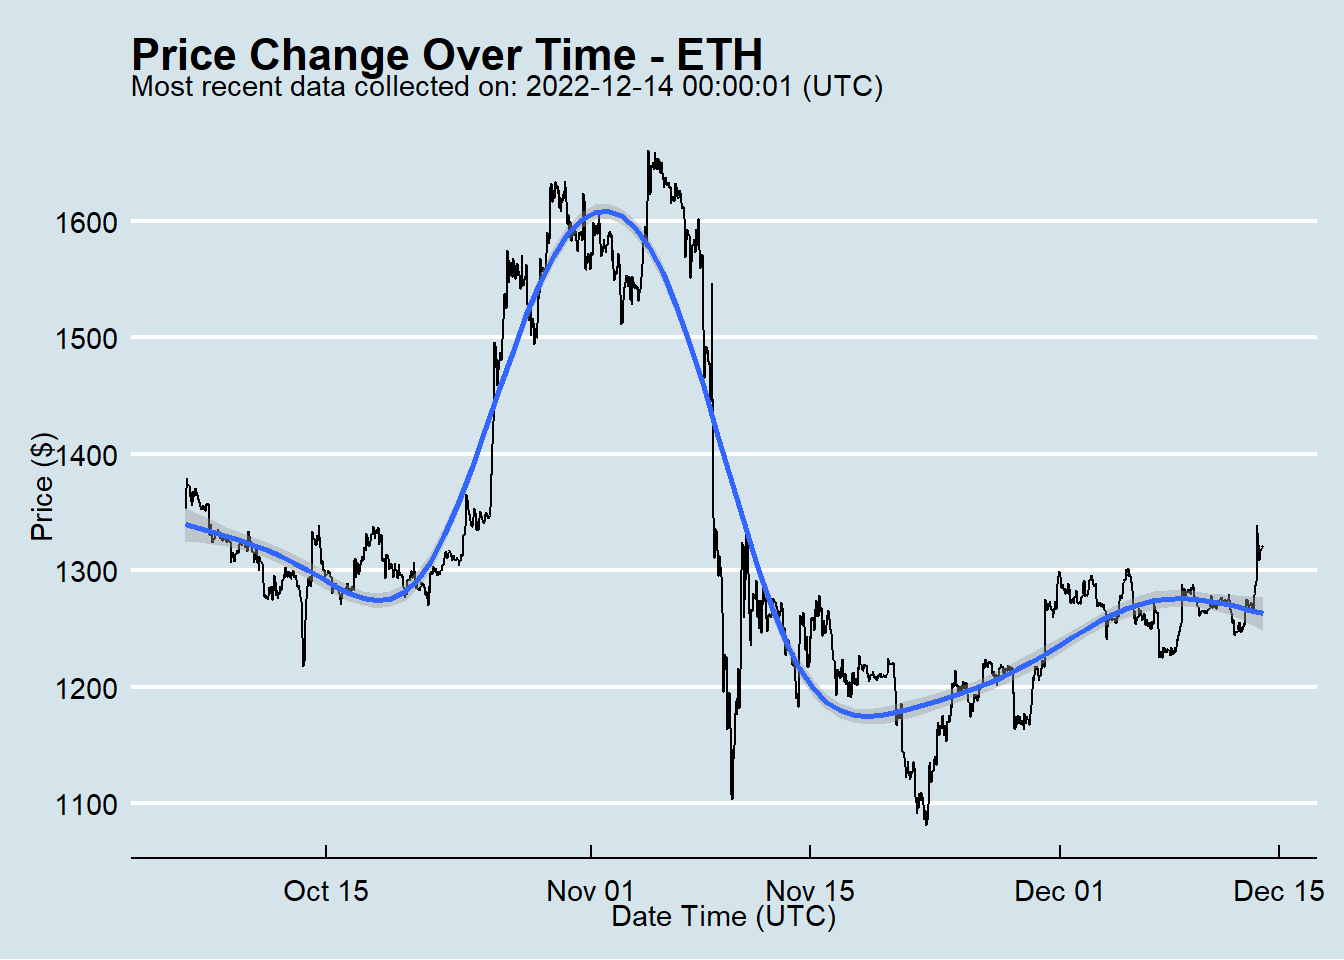 Price Change Over Time - ETH
Most recent data collected on: 2022-12-14 00:00:01 (UTC)
1600
1500
1400
1300
1200
1100
Price ($)
Oct 15
Nov 01
Nov 15
Dec 01
Dec 15
Date Time (UTC)